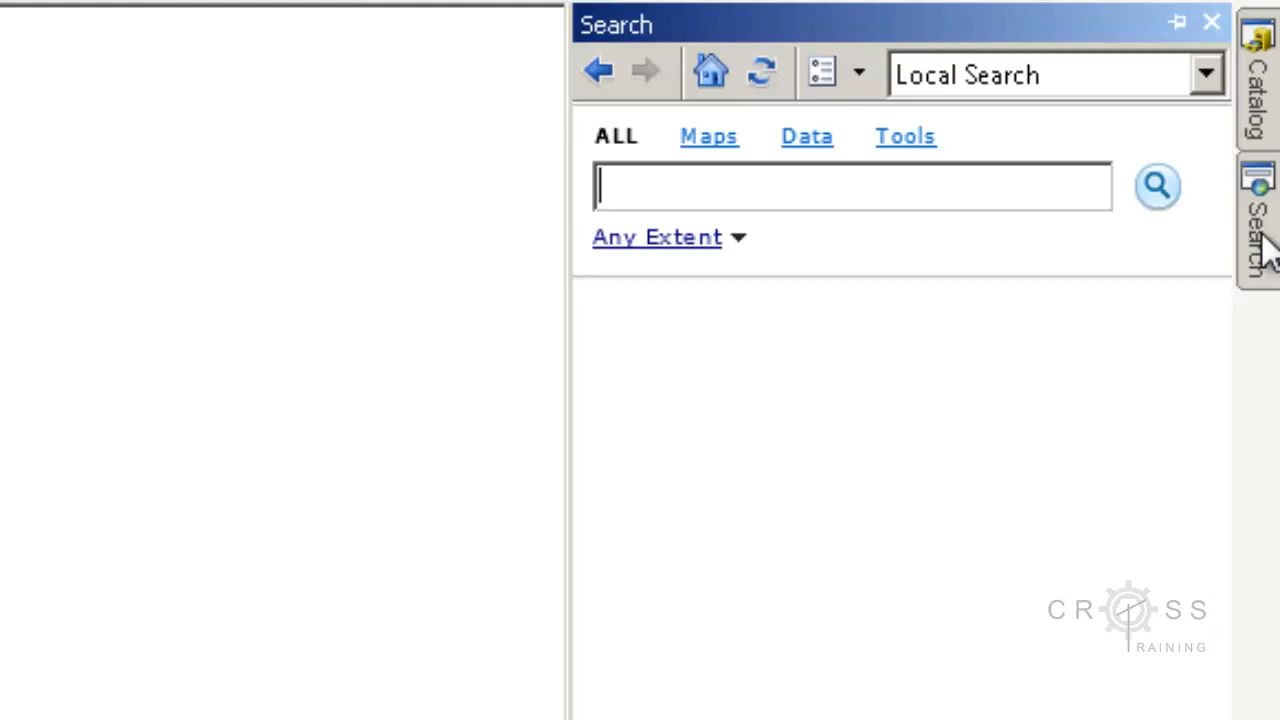 Search
Local Search
ALL Maps Data Tools
Any Extent
Catalog
Search
CROSS
TRAINING